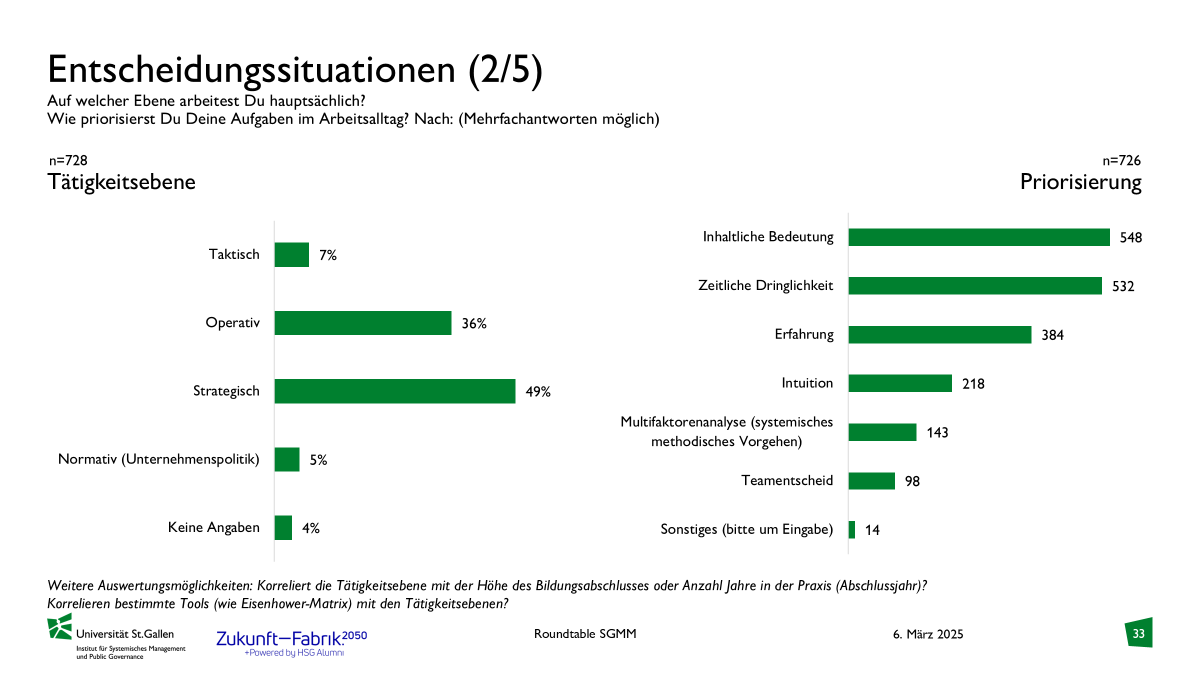 Entscheidungssituationen (2/5)
Auf welcher Ebene arbeitest Du hauptsächlich?
Wie priorisierst Du Deine Aufgaben im Arbeitsalltag? Nach: (Mehrfachantworten möglich)
n=728
Tätigkeitsebene
Taktisch 7%
Operativ 36%
Strategisch 49%
Normativ (Unternehmenspolitik) 5%
Keine Angaben 4%
n=726
Priorisierung
Inhaltliche Bedeutung 548
Zeitliche Dringlichkeit 532
Erfahrung 384
Intuition 218
Multifaktorenanalyse (systemisches
methodisches Vorgehen) 143
Teamentscheid 98
Sonstiges (bitte um Eingabe) 14
Weitere Auswertungsmöglichkeiten: Korreliert die Tätigkeitsebene mit der Höhe des Bildungsabschlusses oder Anzahl Jahre in der Praxis (Abschlussjahr)?
Korrelieren bestimmte Tools (wie Eisenhower-Matrix) mit den Tätigkeitsebenen?
Universität St.Gallen
Institut für Systemisches Management
und Public Governance
Zukunft—Fabrik.2050
+Powered by HSG Alumni
Roundtable SGMM
6. März 2025
33